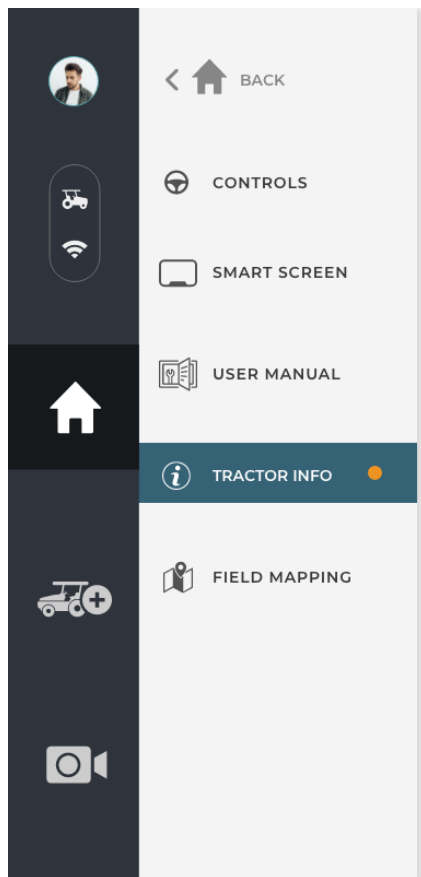 BACK
CONTROLS
SMART SCREEN
USER MANUAL
TRACTOR INFO
FIELD MAPPING